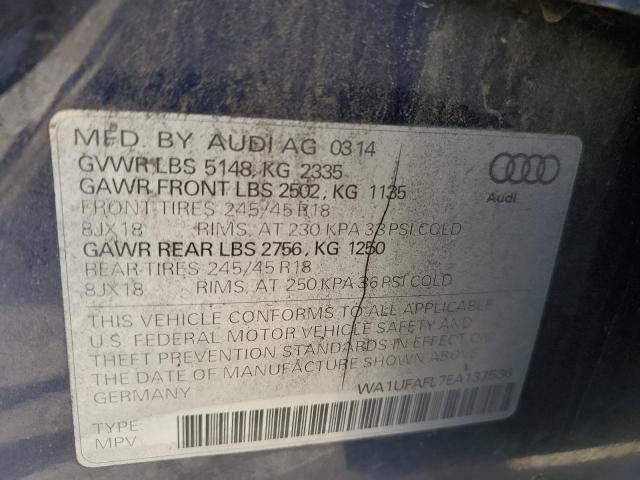 MFD. BY AUDI AG 0314
GVWR LBS 5148, KG 2335
GAWR FRONT LBS 2502, KG 1135
FRONT TIRES 245/45 R18
8JX18 RIMS, AT 230 KPA 33 PSI COLD
GAWR REAR LBS 2756, KG 1250
REAR TIRES 245/45 R18
8JX18 RIMS, AT 250 KPA 36 PSI COLD
Audi
THIS VEHICLE CONFORMS TO ALL APPLICABLE
U.S. FEDERAL MOTOR VEHICLE SAFETY AND
THEFT PREVENTION STANDARDS IN EFFECT ON
THE DATE OF MANUFACTURE SHOWN ABOVE
GERMANY
WA1UFAFL7EA137536
TYPE:
MPV